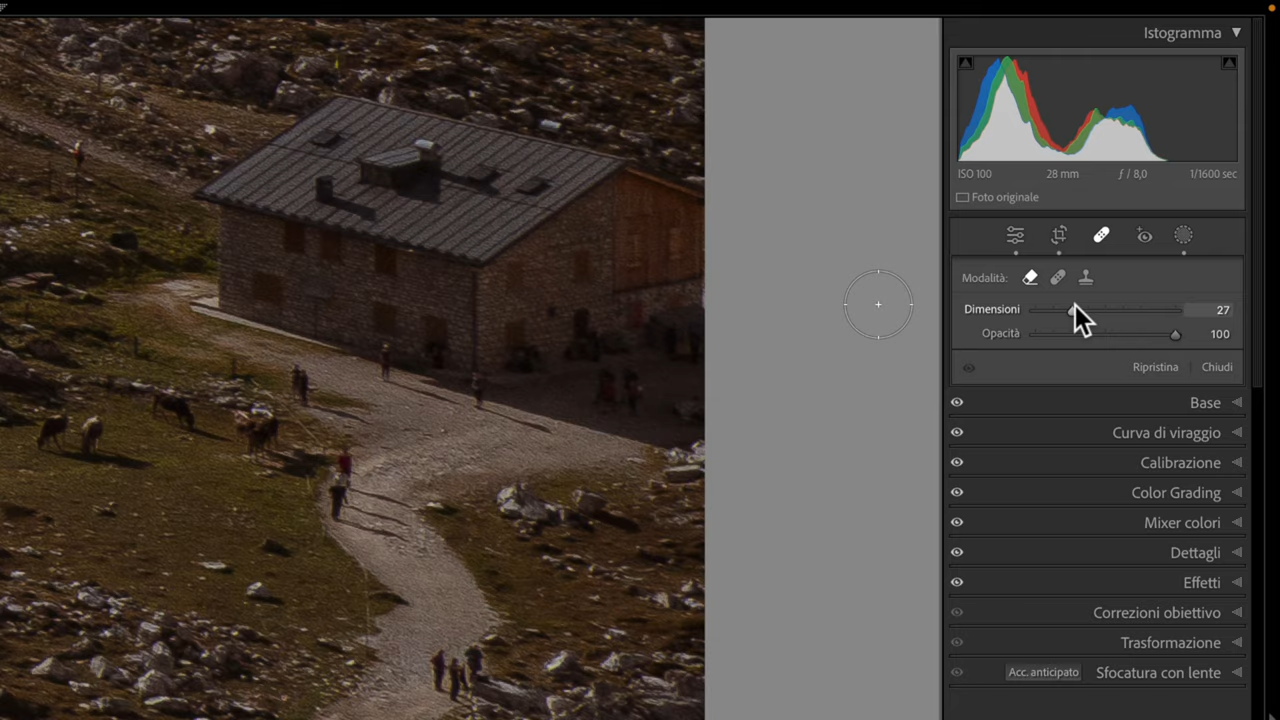 Istogramma
ISO 100 28 mm ƒ / 8,0 1/1600 sec
Foto originale
Modalità:
Dimensioni 27
Opacità 100
Ripristina Chiudi
Base
Curva di viraggio
Calibrazione
Color Grading
Mixer colori
Dettagli
Effetti
Correzioni obiettivo
Trasformazione
Acc. anticipato Sfocatura con lente